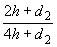 2h + d₂
4h + d₂